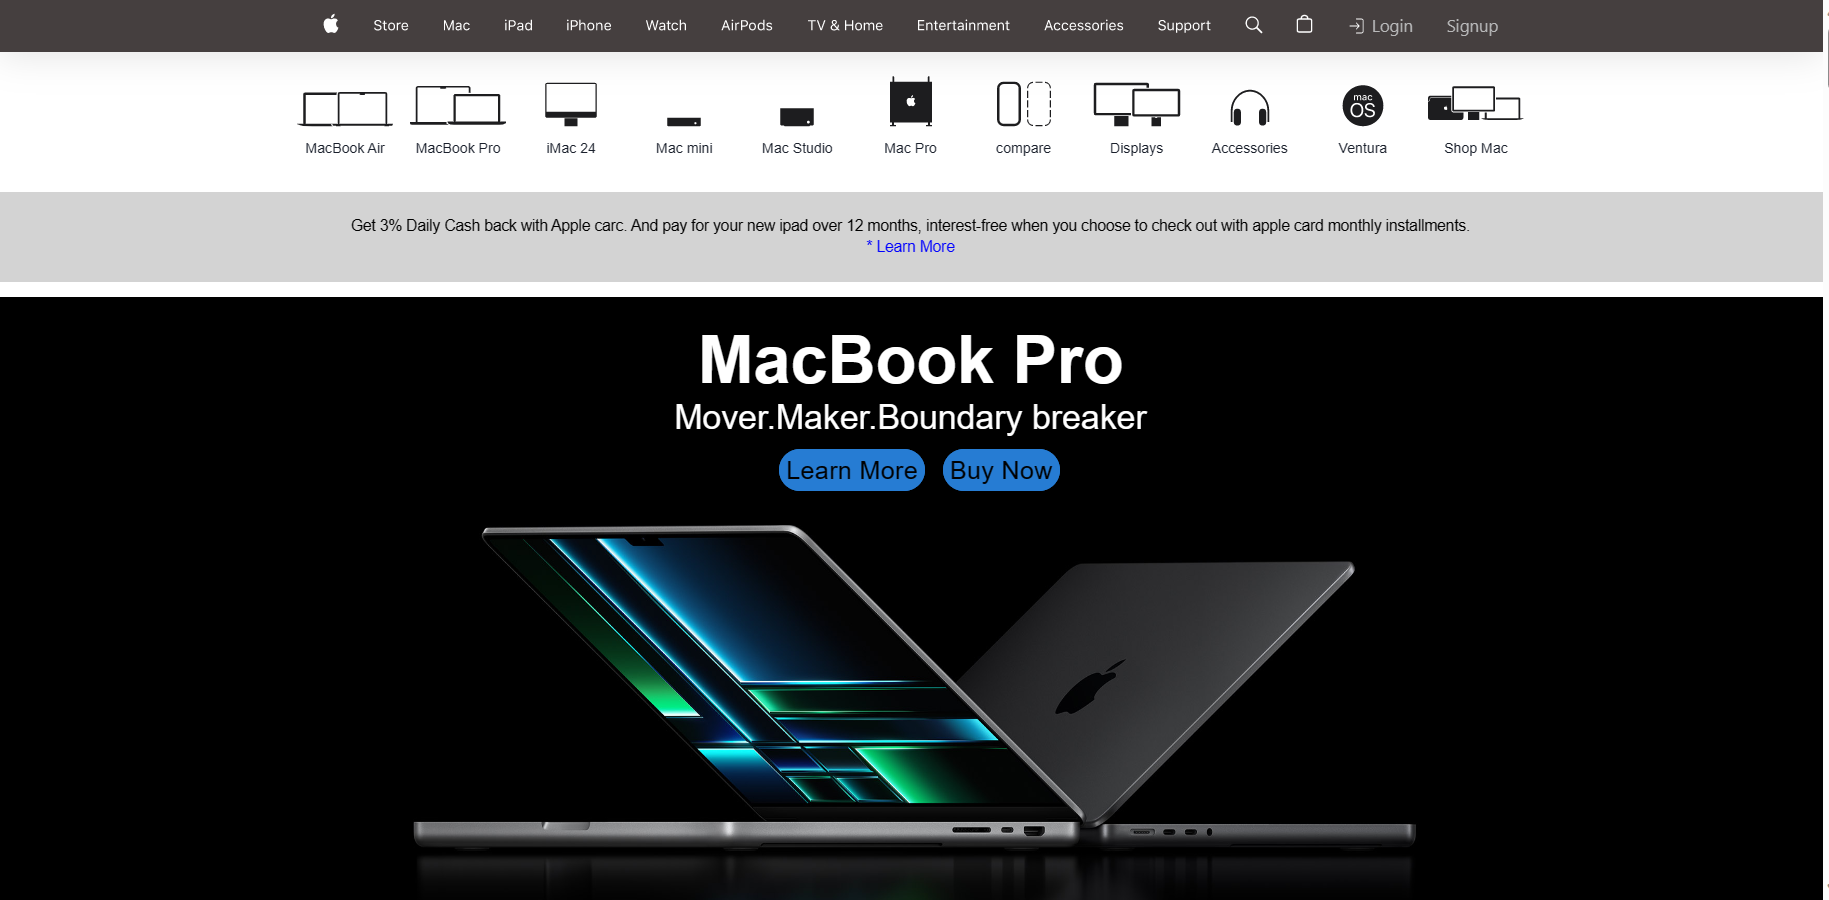 Store Mac iPad iPhone Watch AirPods TV & Home Entertainment Accessories Support Login Signup
mac
OS
MacBook Air MacBook Pro iMac 24 Mac mini Mac Studio Mac Pro compare Displays Accessories Ventura Shop Mac
Get 3% Daily Cash back with Apple carc. And pay for your new ipad over 12 months, interest-free when you choose to check out with apple card monthly installments.
* Learn More
MacBook Pro
Mover.Maker.Boundary breaker
Learn More Buy Now